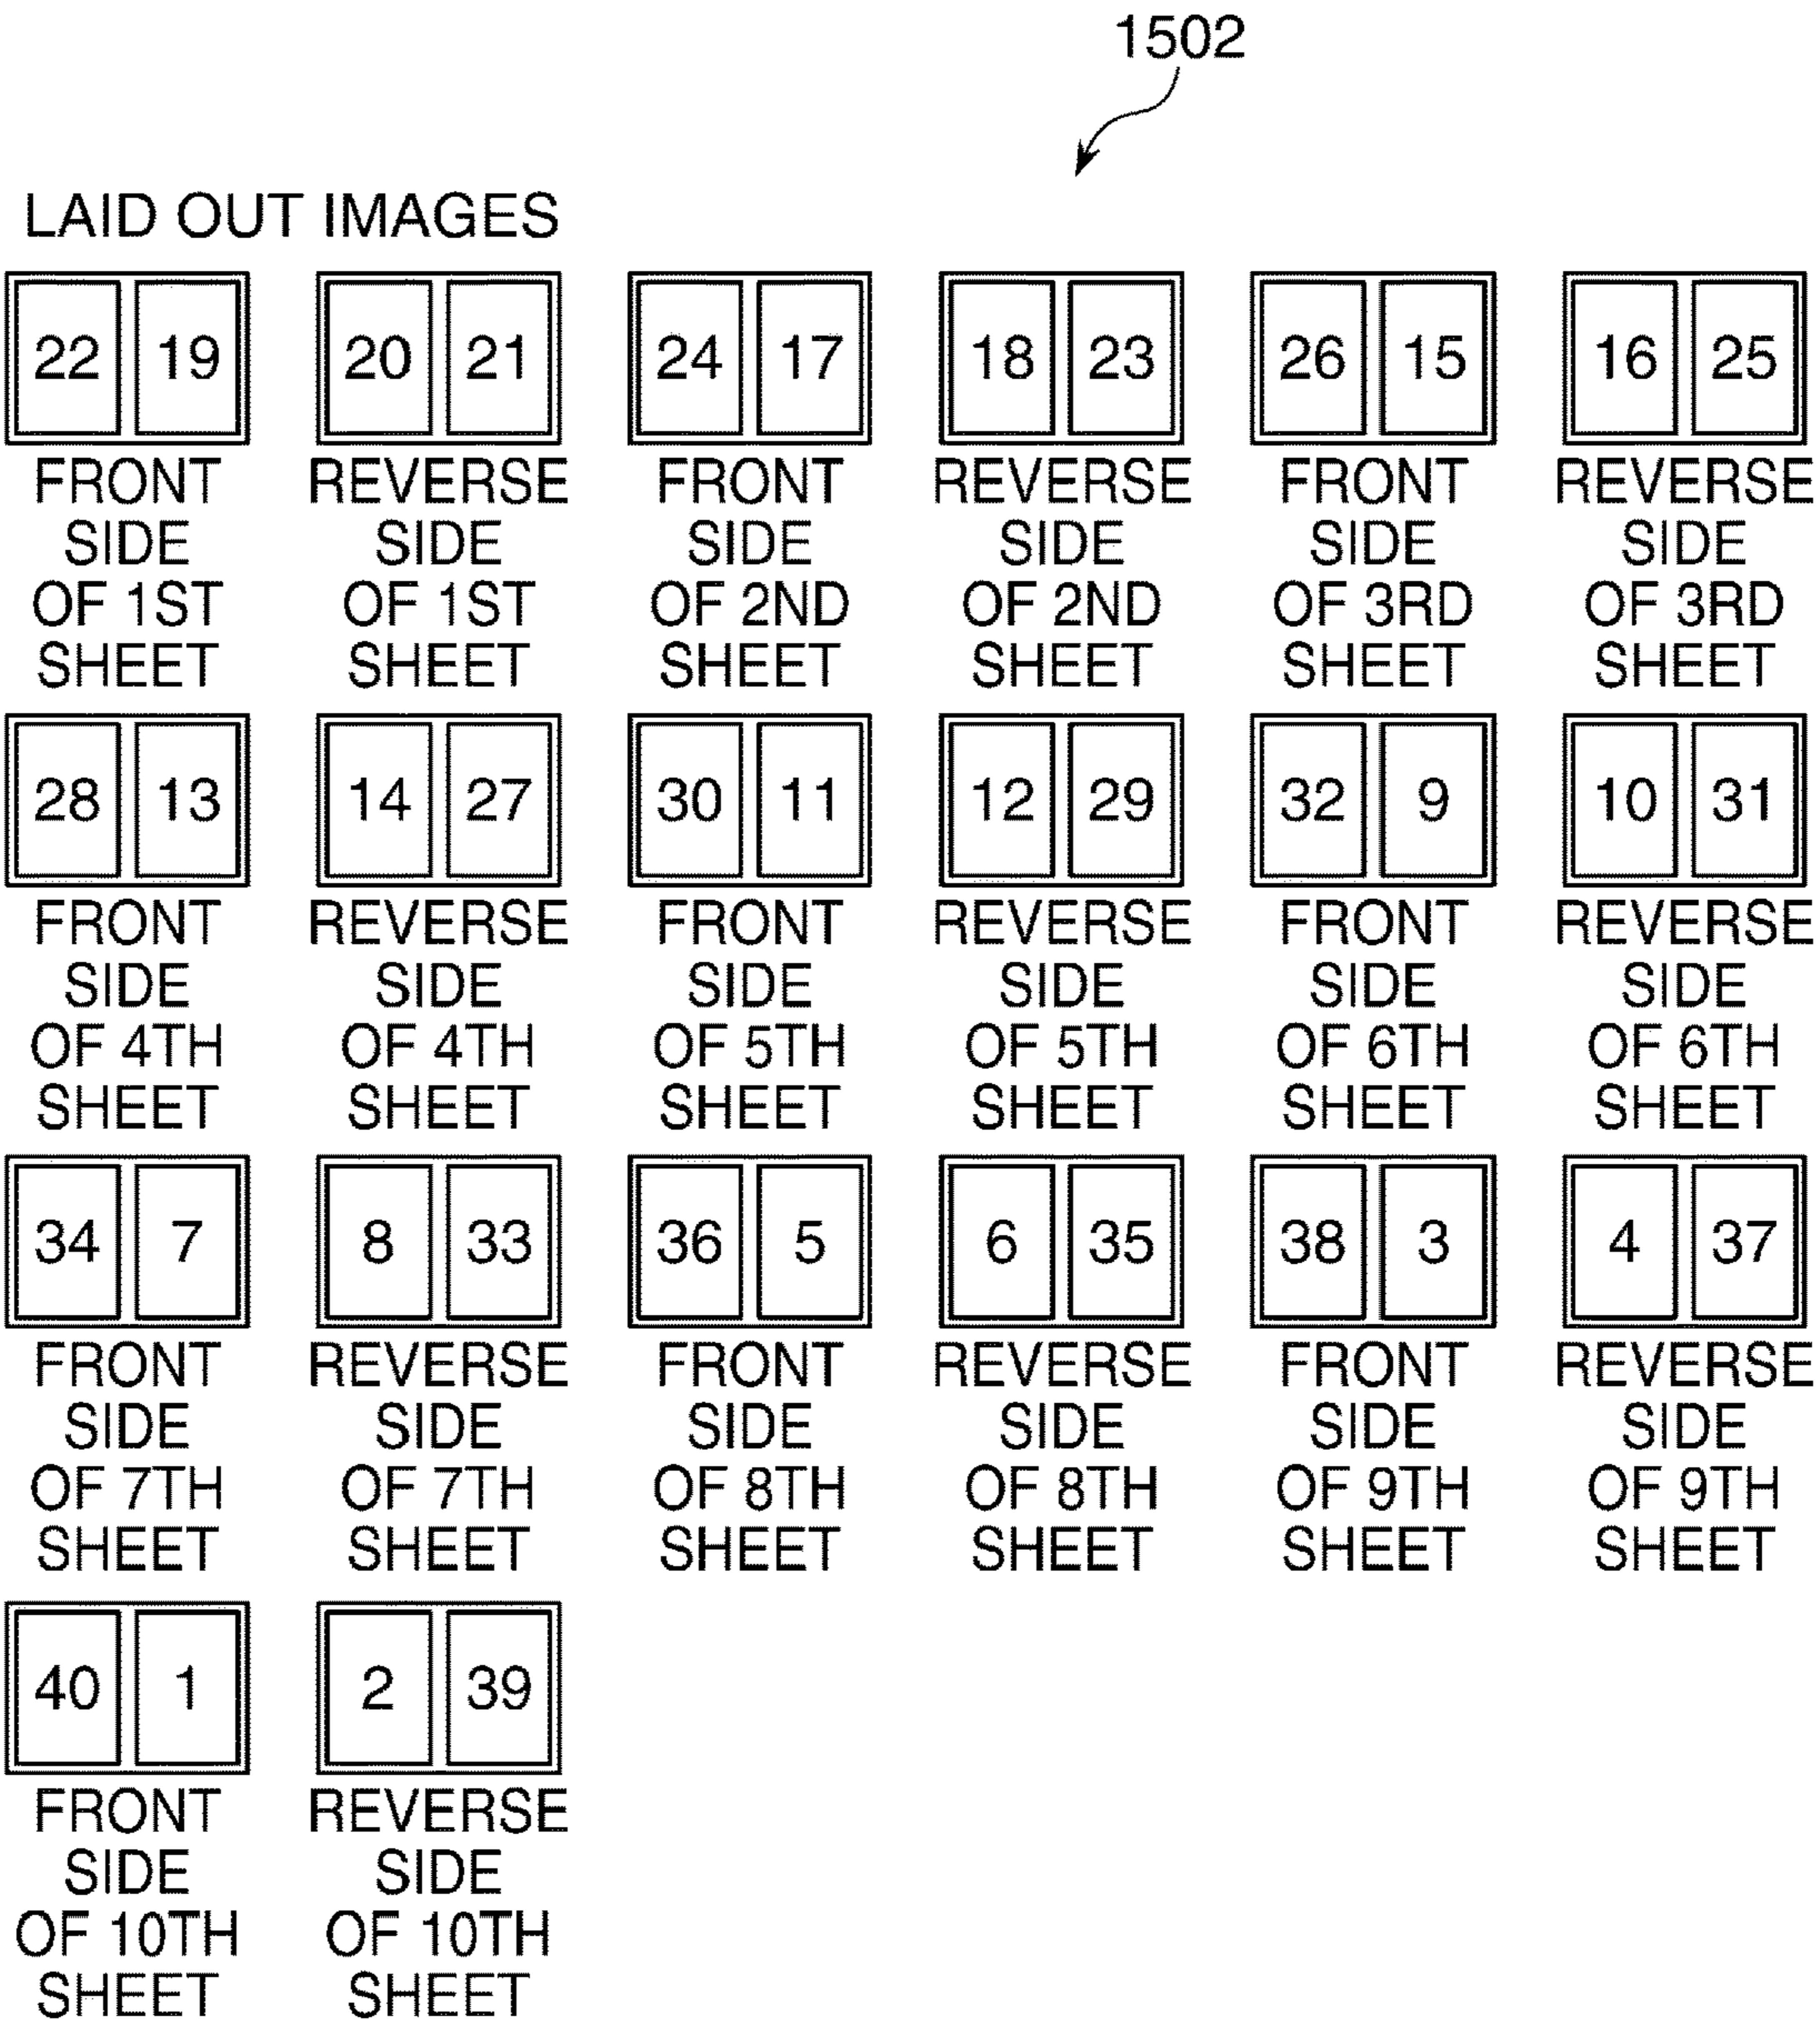 1502
LAID OUT IMAGES
22 19 20 21 24 17 18 23 26 15 16 25
FRONT REVERSE FRONT REVERSE FRONT REVERSE
SIDE SIDE SIDE SIDE SIDE SIDE
OF 1ST OF 1ST OF 2ND OF 2ND OF 3RD OF 3RD
SHEET SHEET SHEET SHEET SHEET SHEET
28 13 14 27 30 11 12 29 32 9 10 31
FRONT REVERSE FRONT REVERSE FRONT REVERSE
SIDE SIDE SIDE SIDE SIDE SIDE
OF 4TH OF 4TH OF 5TH OF 5TH OF 6TH OF 6TH
SHEET SHEET SHEET SHEET SHEET SHEET
34 7 8 33 36 5 6 35 38 3 4 37
FRONT REVERSE FRONT REVERSE FRONT REVERSE
SIDE SIDE SIDE SIDE SIDE SIDE
OF 7TH OF 7TH OF 8TH OF 8TH OF 9TH OF 9TH
SHEET SHEET SHEET SHEET SHEET SHEET
40 1 2 39
FRONT REVERSE
SIDE SIDE
OF 10TH OF 10TH
SHEET SHEET